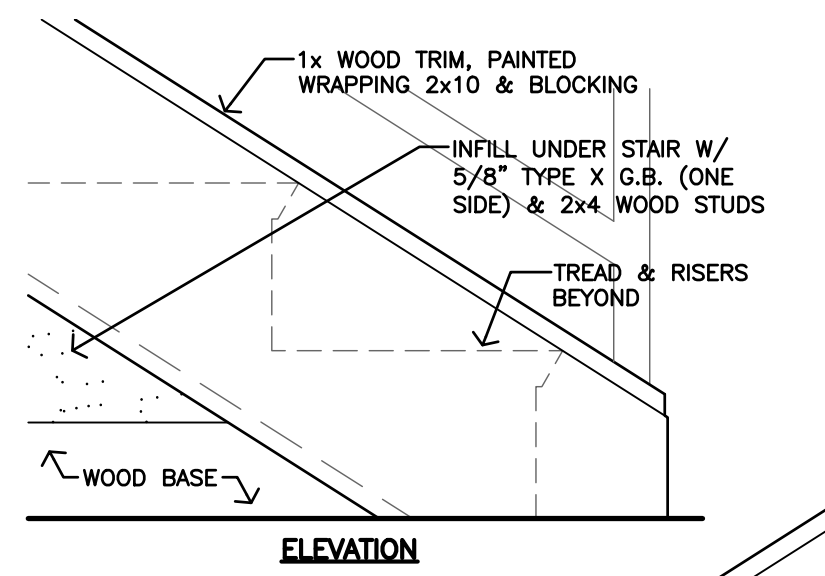 1x WOOD TRIM, PAINTED
WRAPPING 2x10 & BLOCKING
INFILL UNDER STAIR W/
5/8" TYPE X G.B. (ONE
SIDE) & 2x4 WOOD STUDS
TREAD & RISERS
BEYOND
WOOD BASE
ELEVATION